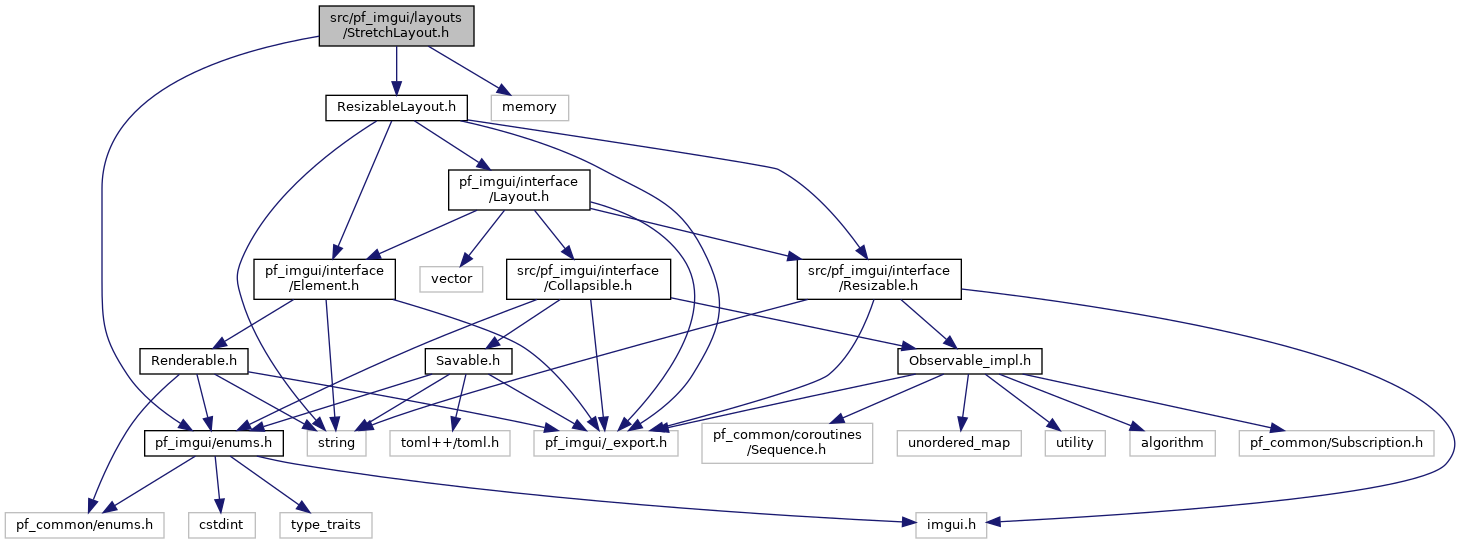 src/pf_imgui/layouts
/StretchLayout.h
ResizableLayout.h
memory
pf_imgui/interface
/Layout.h
pf_imgui/interface
/Element.h
vector
src/pf_imgui/interface
/Collapsible.h
src/pf_imgui/interface
/Resizable.h
Renderable.h
Savable.h
Observable_impl.h
pf_imgui/enums.h
string
toml++/toml.h
pf_imgui/_export.h
pf_common/coroutines
/Sequence.h
unordered_map
utility
algorithm
pf_common/Subscription.h
pf_common/enums.h
cstdint
type_traits
imgui.h